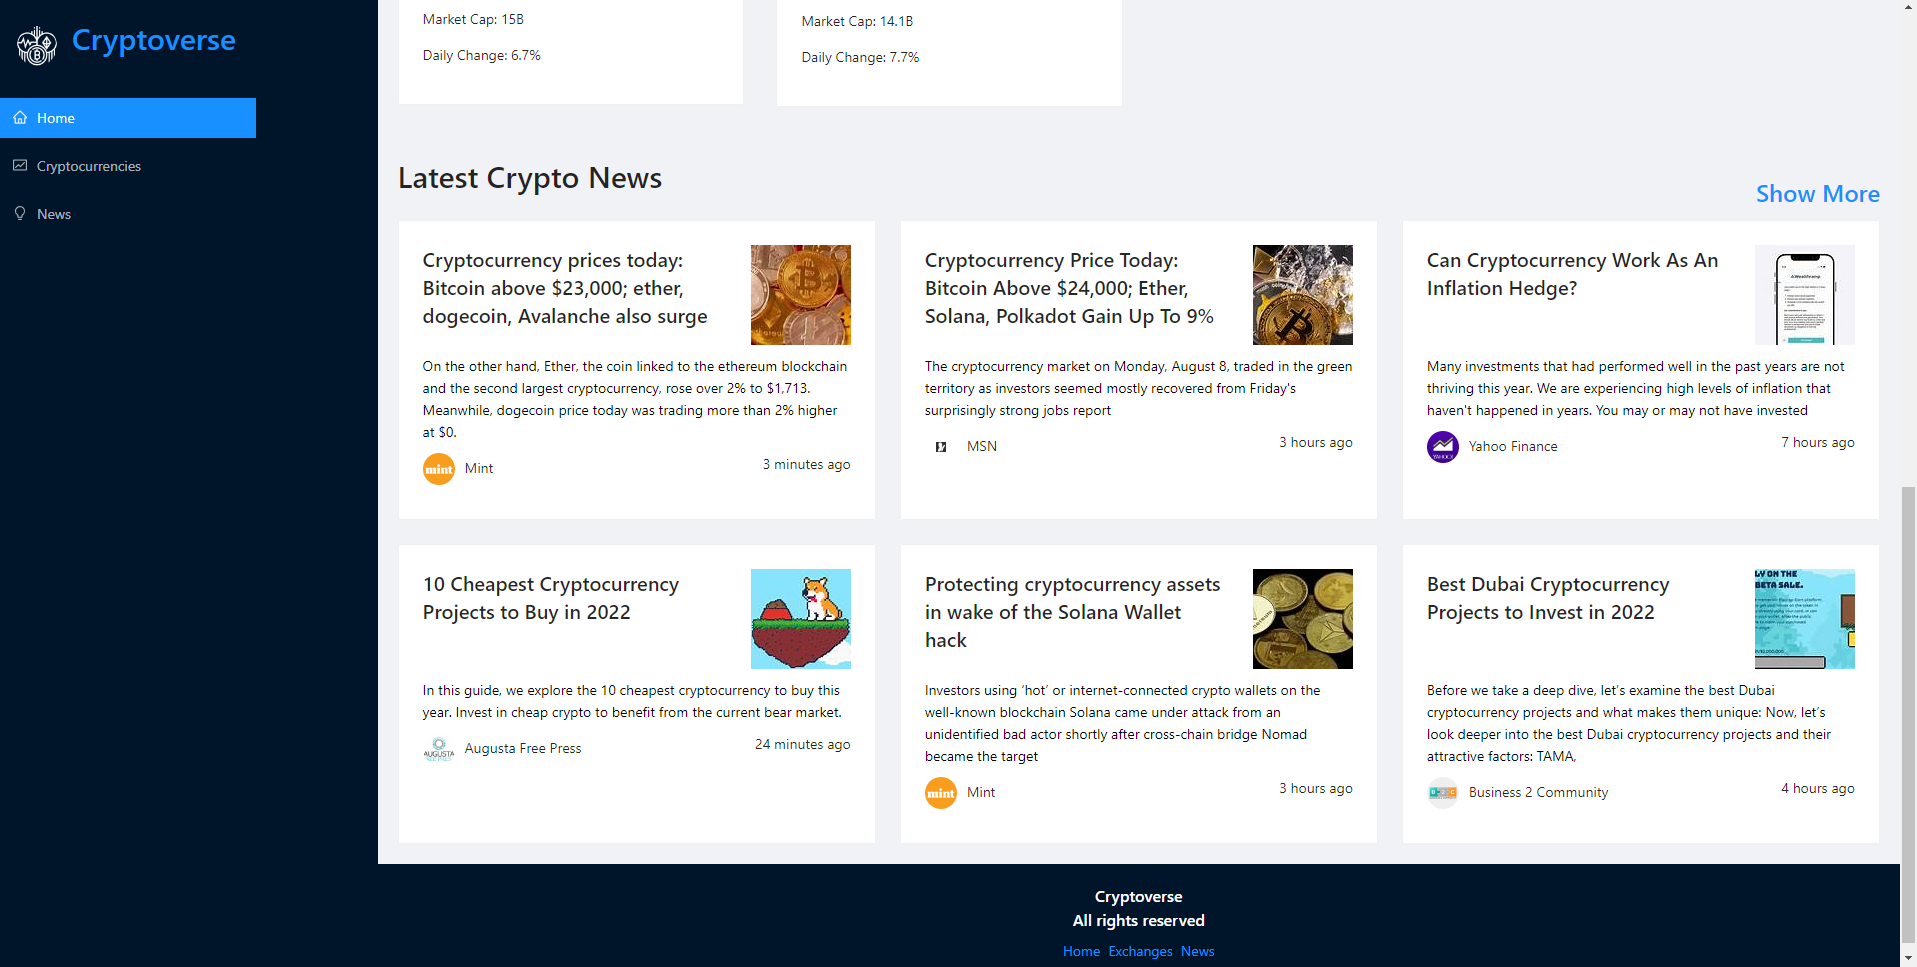 Cryptoverse
Home
Cryptocurrencies
News
Market Cap: 15B
Daily Change: 6.7%
Market Cap: 14.1B
Daily Change: 7.7%
Latest Crypto News
Show More
Cryptocurrency prices today:
Bitcoin above $23,000; ether,
dogecoin, Avalanche also surge
On the other hand, Ether, the coin linked to the ethereum blockchain
and the second largest cryptocurrency, rose over 2% to $1,713.
Meanwhile, dogecoin price today was trading more than 2% higher
at $0.
mint
Mint
3 minutes ago
Cryptocurrency Price Today:
Bitcoin Above $24,000; Ether,
Solana, Polkadot Gain Up To 9%
The cryptocurrency market on Monday, August 8, traded in the green
territory as investors seemed mostly recovered from Friday's
surprisingly strong jobs report
MSN
3 hours ago
Can Cryptocurrency Work As An
Inflation Hedge?
Many investments that had performed well in the past years are not
thriving this year. We are experiencing high levels of inflation that
haven't happened in years. You may or may not have invested
YAHOO!
Yahoo Finance
7 hours ago
10 Cheapest Cryptocurrency
Projects to Buy in 2022
In this guide, we explore the 10 cheapest cryptocurrency to buy this
year. Invest in cheap crypto to benefit from the current bear market.
AUGUSTA
FREE PRESS
Augusta Free Press
24 minutes ago
Protecting cryptocurrency assets
in wake of the Solana Wallet
hack
Investors using ‘hot’ or internet-connected crypto wallets on the
well-known blockchain Solana came under attack from an
unidentified bad actor shortly after cross-chain bridge Nomad
became the target
mint
Mint
3 hours ago
Best Dubai Cryptocurrency
Projects to Invest in 2022
LY ON THE
BETA SALE.
Before we take a deep dive, let’s examine the best Dubai
cryptocurrency projects and what makes them unique: Now, let’s
look deeper into the best Dubai cryptocurrency projects and their
attractive factors: TAMA,
Business 2 Community
4 hours ago
Cryptoverse
All rights reserved
Home Exchanges News